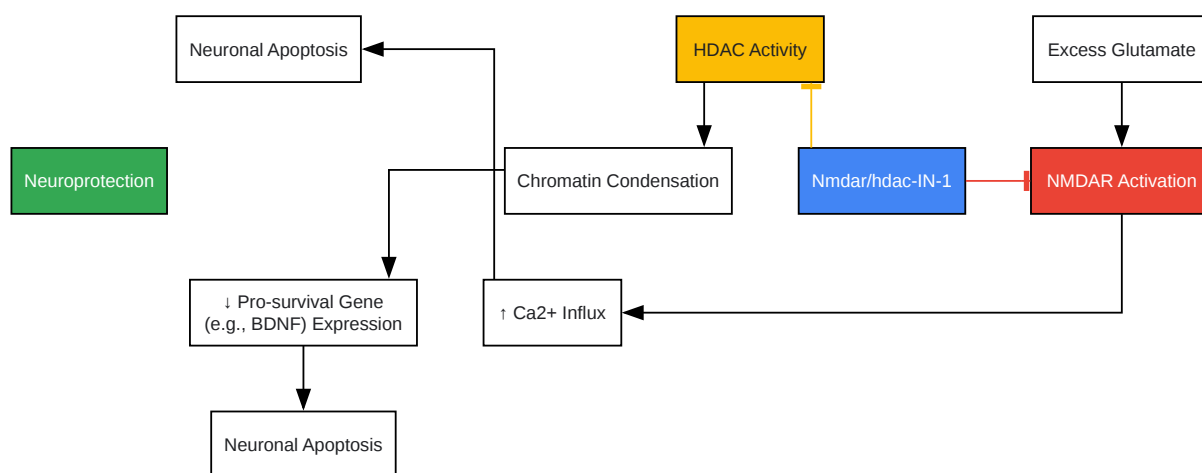 Neuronal Apoptosis
HDAC Activity
Excess Glutamate
Neuroprotection
Chromatin Condensation
Nmdar/hdac-IN-1
NMDAR Activation
↓ Pro-survival Gene
(e.g., BDNF) Expression
↑ Ca2+ Influx
Neuronal Apoptosis